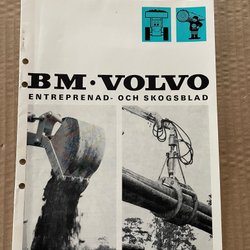 BM·VOLVO
ENTREPRENAD- OCH SKOGSBLAD